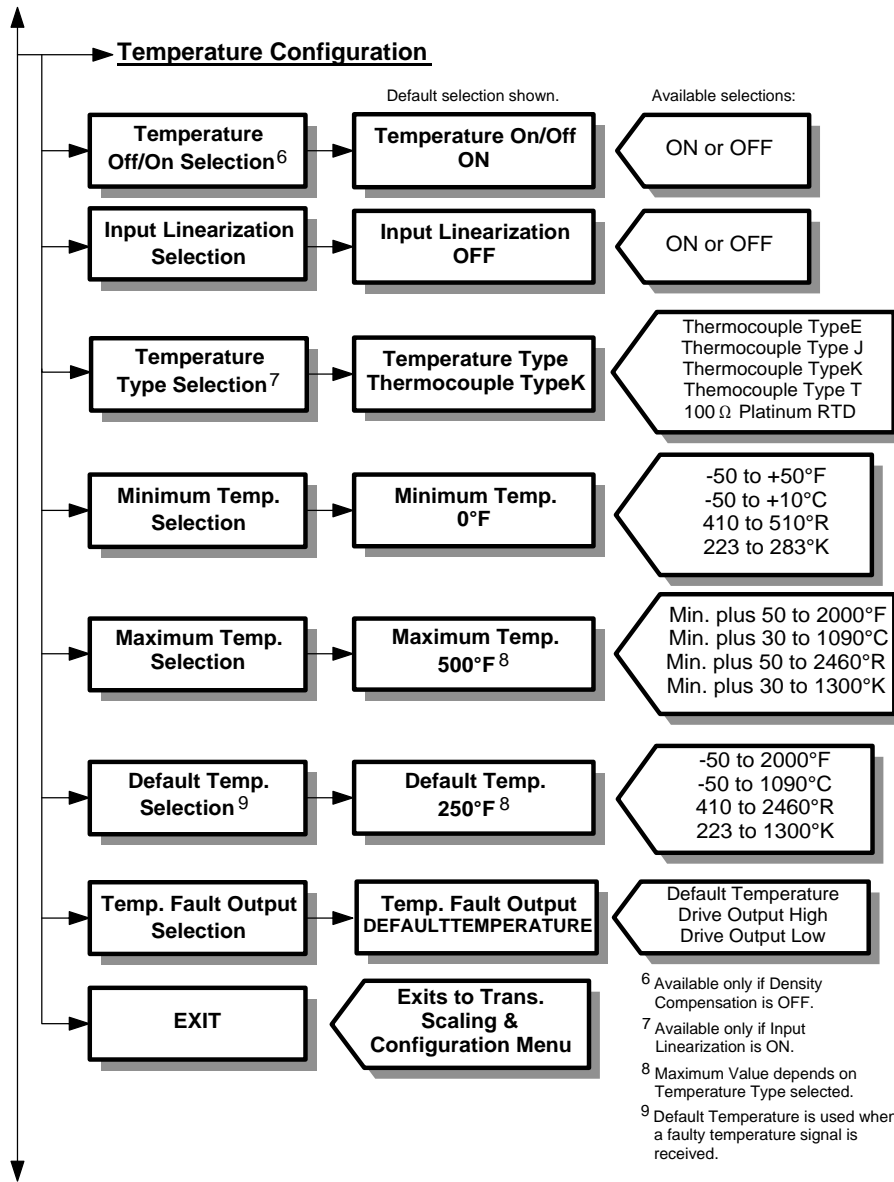 Temperature Configuration
Default selection shown.
Available selections:
Temperature
Off/On Selection6
Temperature On/Off
ON
ON or OFF
Input Linearization
Selection
Input Linearization
OFF
ON or OFF
Temperature
Type Selection7
Temperature Type
Thermocouple TypeK
Thermocouple TypeE
Thermocouple Type J
Thermocouple TypeK
Themocouple Type T
100 Ω Platinum RTD
Minimum Temp.
Selection
Minimum Temp.
0°F
-50 to +50°F
-50 to +10°C
410 to 510°R
223 to 283°K
Maximum Temp.
Selection
Maximum Temp.
500°F 8
Min. plus 50 to 2000°F
Min. plus 30 to 1090°C
Min. plus 50 to 2460°R
Min. plus 30 to 1300°K
Default Temp.
Selection 9
Default Temp.
250°F 8
-50 to 2000°F
-50 to 1090°C
410 to 2460°R
223 to 1300°K
Temp. Fault Output
Selection
Temp. Fault Output
DEFAULTTEMPERATURE
Default Temperature
Drive Output High
Drive Output Low
EXIT
Exits to Trans.
Scaling &
Configuration Menu
6 Available only if Density
Compensation is OFF.
7 Available only if Input
Linearization is ON.
8 Maximum Value depends on
Temperature Type selected.
9 Default Temperature is used when
a faulty temperature signal is
received.